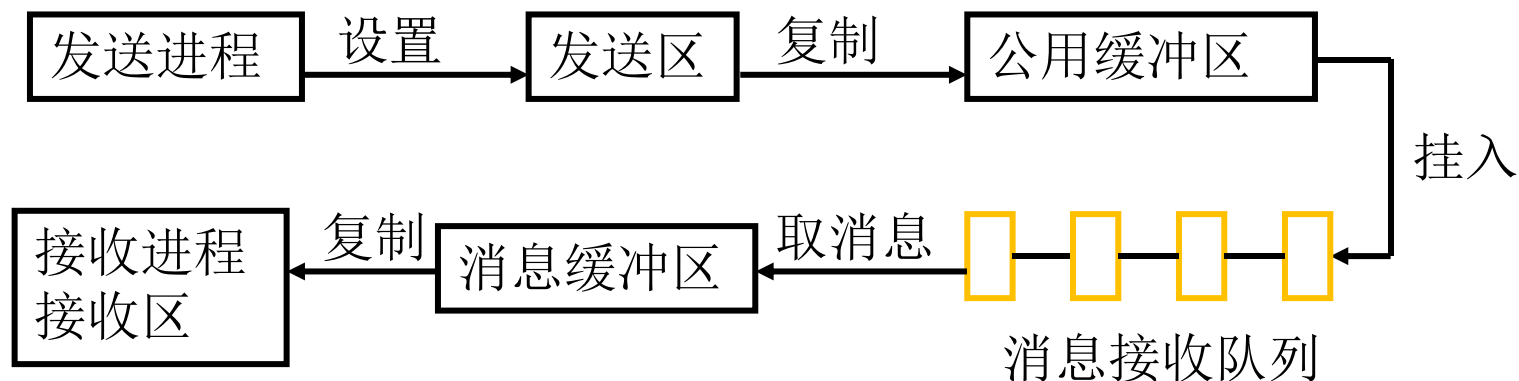 发送进程
设置
发送区
复制
公用缓冲区
挂入
接收进程
接收区
复制
消息缓冲区
取消息
消息接收队列